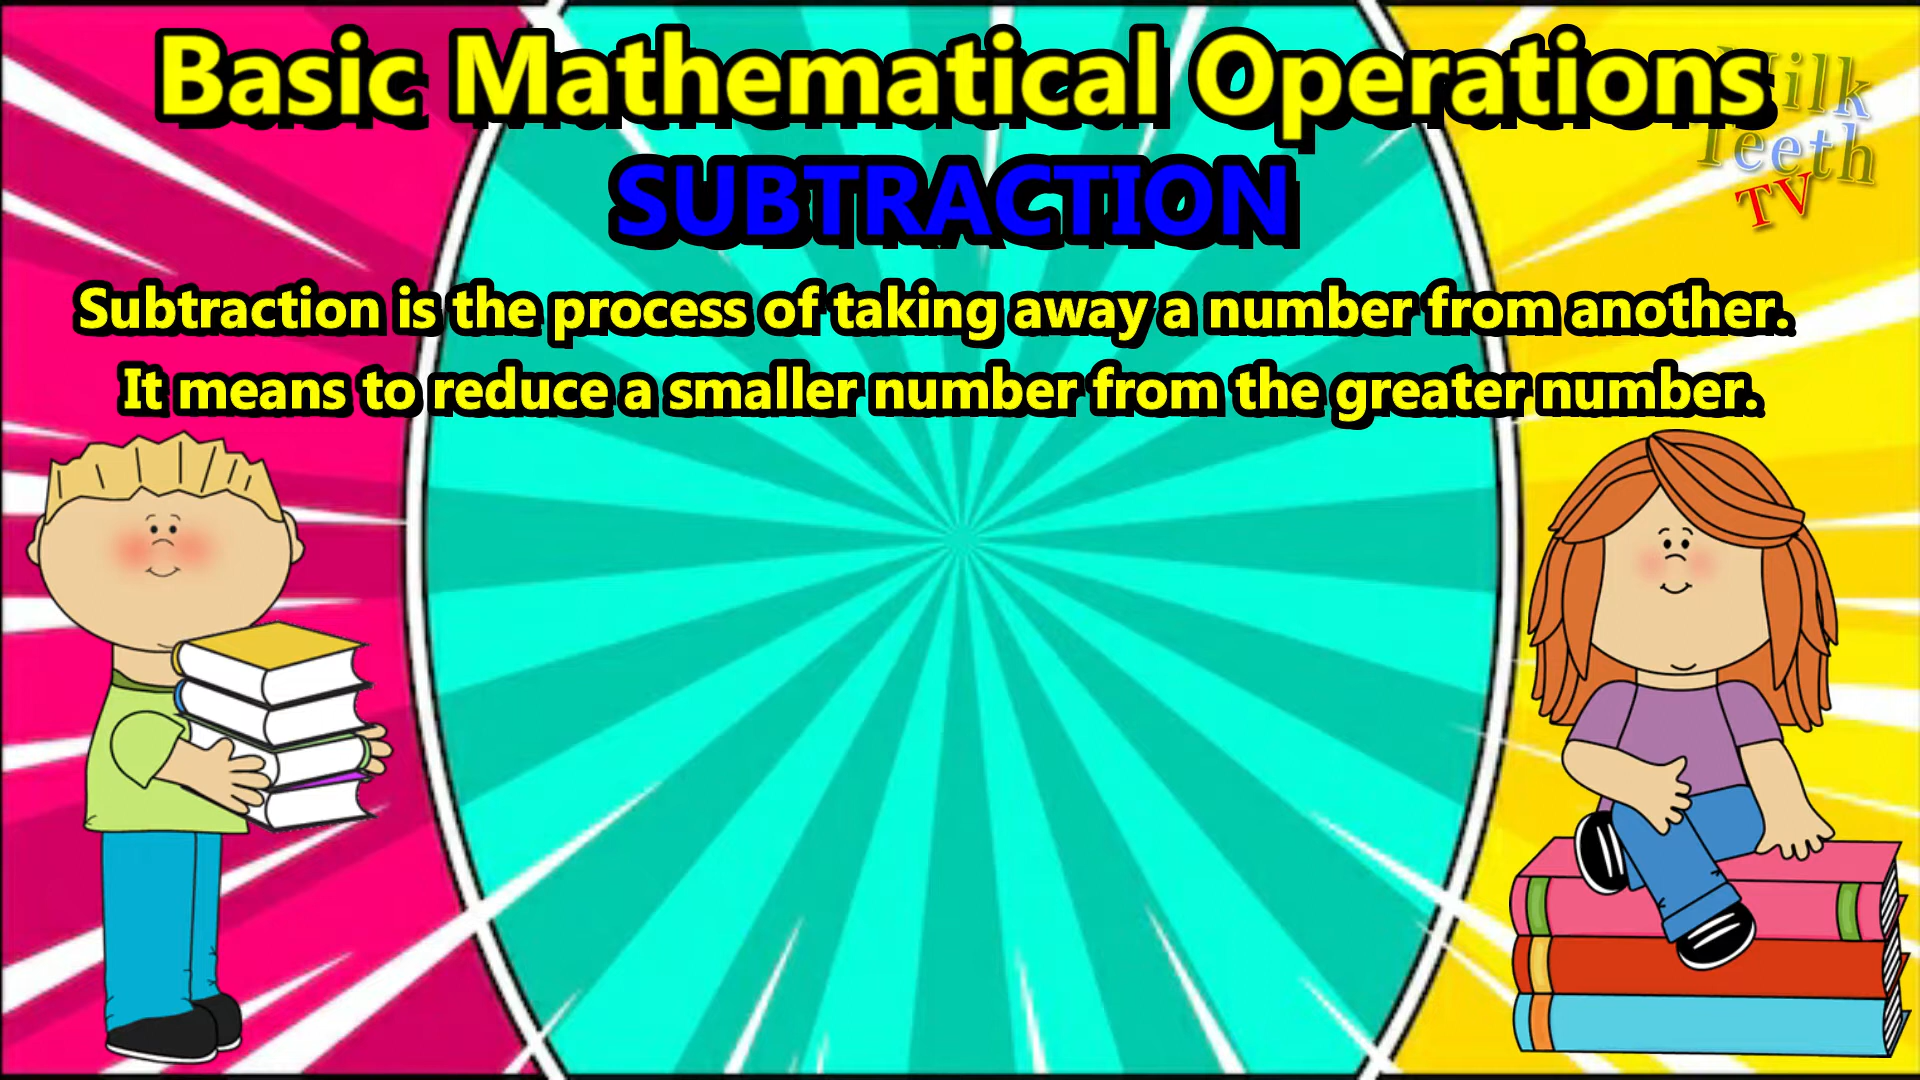 Basic Mathematical Operations
SUBTRACTION
Subtraction is the process of taking away a number from another.
It means to reduce a smaller number from the greater number.
Milk
Teeth
TV